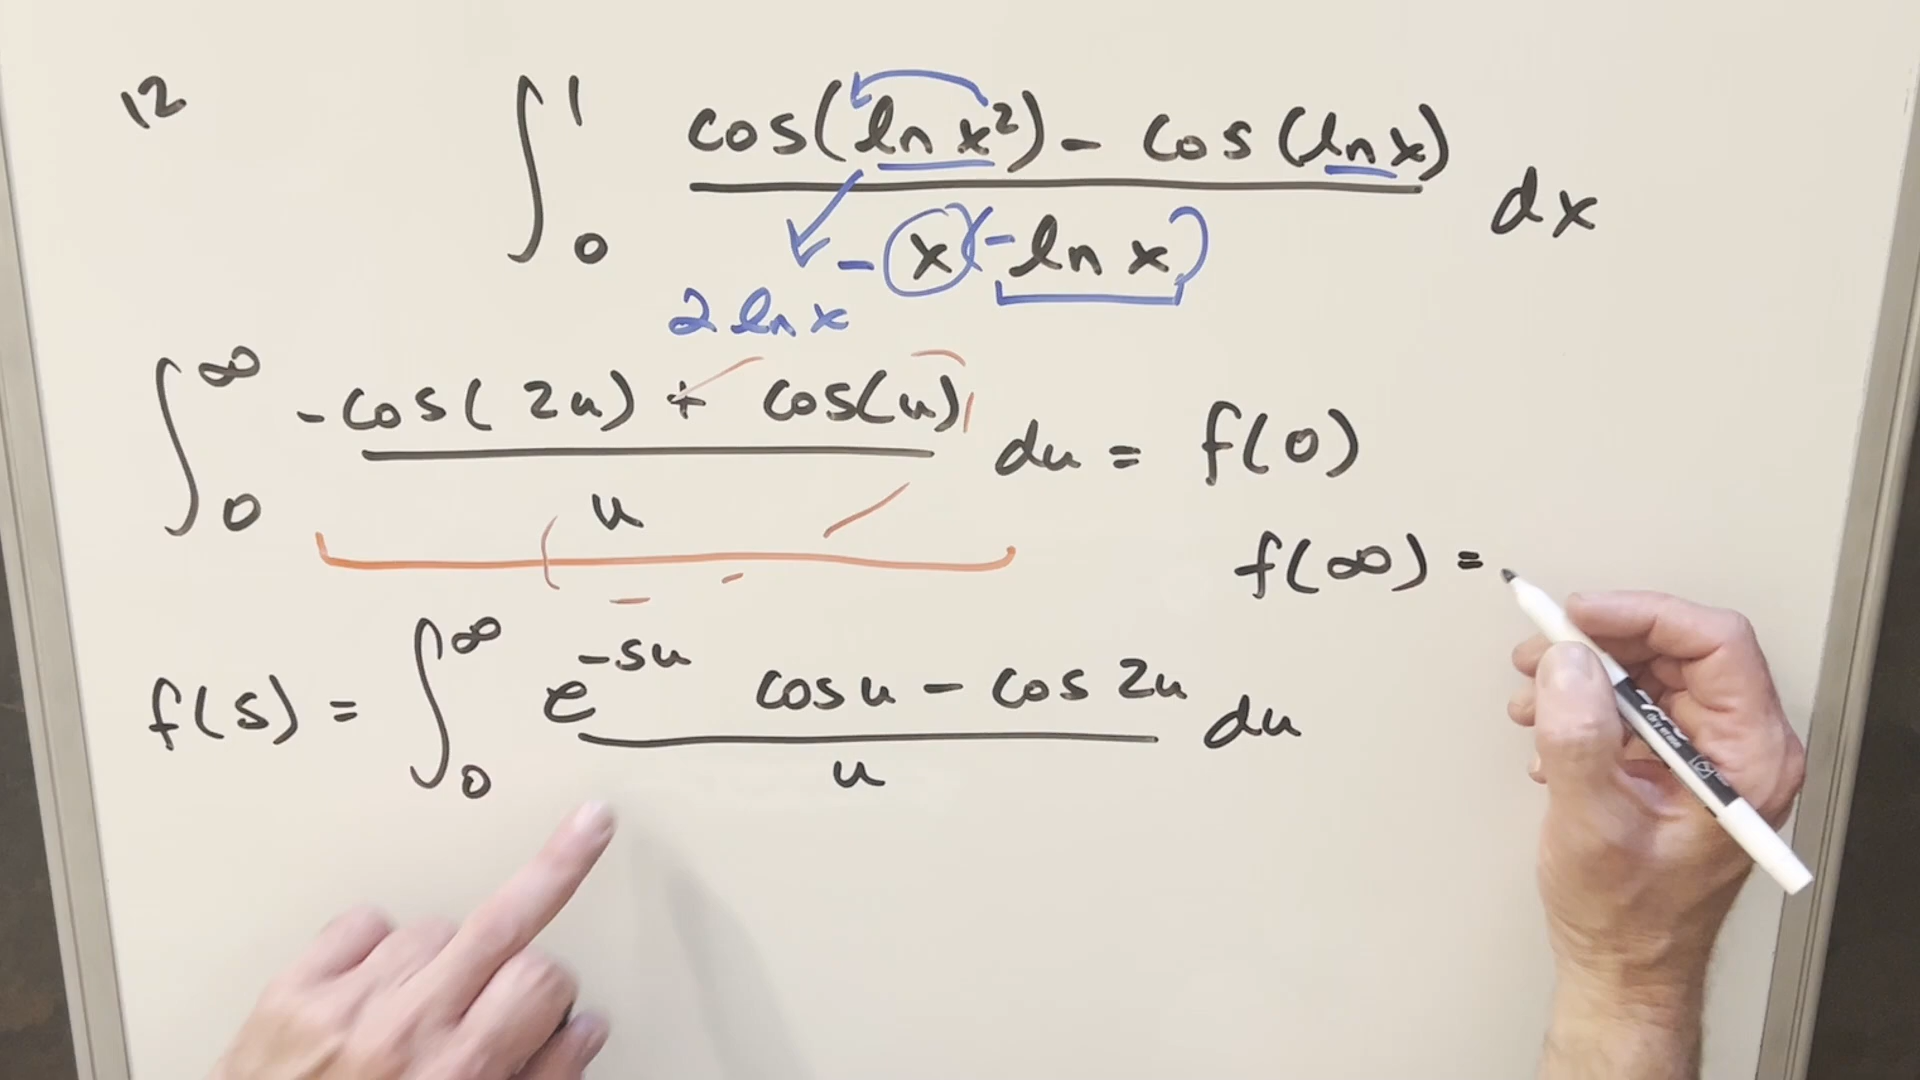 12
∫₀¹ (cos(ln x²) - cos(ln x)) / (-x(-ln x)) dx
2 ln x
∫₀^∞ (-cos(2u) + cos(u)) / u du = f(0)
f(∞) =
f(s) = ∫₀^∞ e^(-su) (cos u - cos 2u) / u du